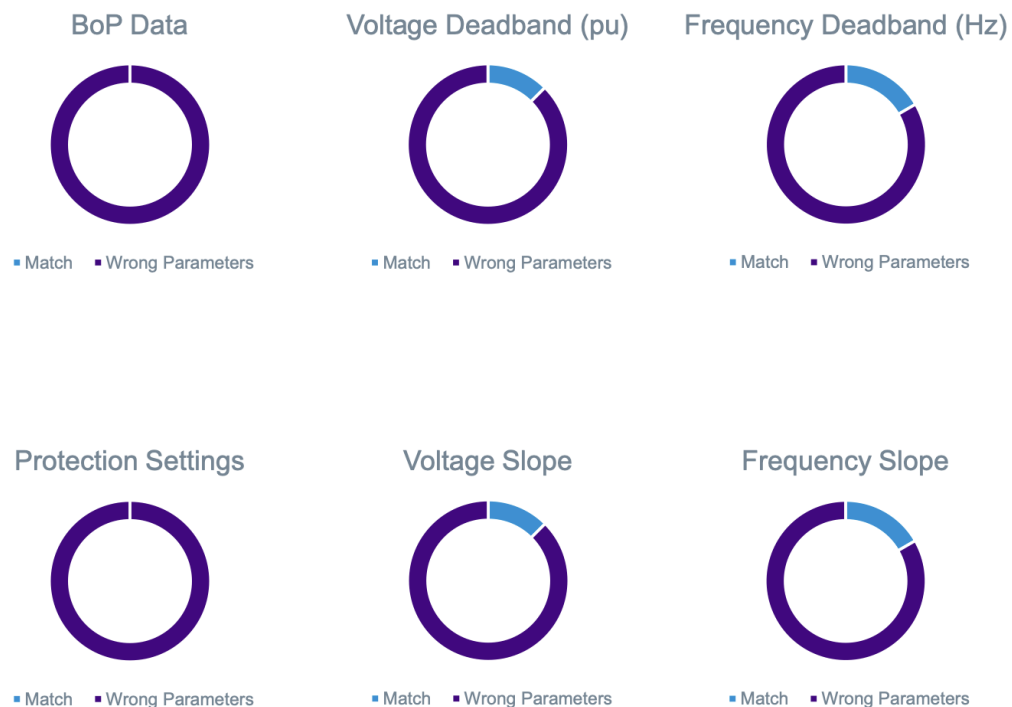 BoP Data
Voltage Deadband (pu)
Frequency Deadband (Hz)
Match Wrong Parameters
Match Wrong Parameters
Match Wrong Parameters
Protection Settings
Voltage Slope
Frequency Slope
Match Wrong Parameters
Match Wrong Parameters
Match Wrong Parameters